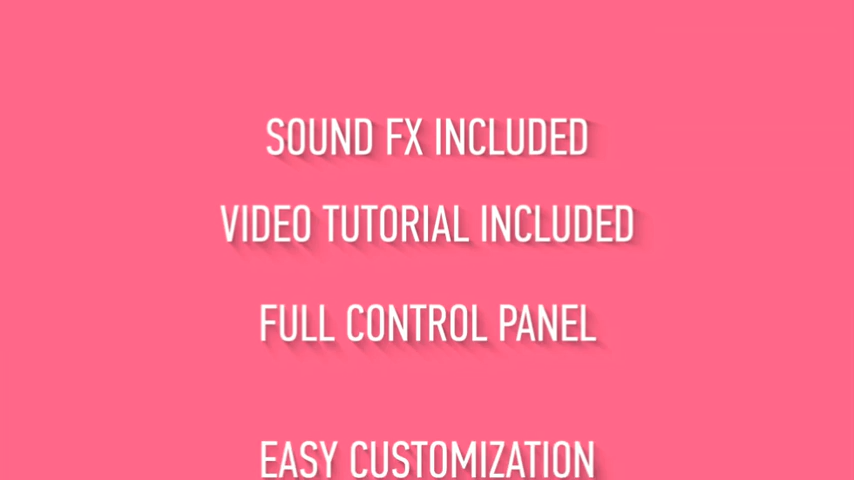 SOUND FX INCLUDED
VIDEO TUTORIAL INCLUDED
FULL CONTROL PANEL
EASY CUSTOMIZATION